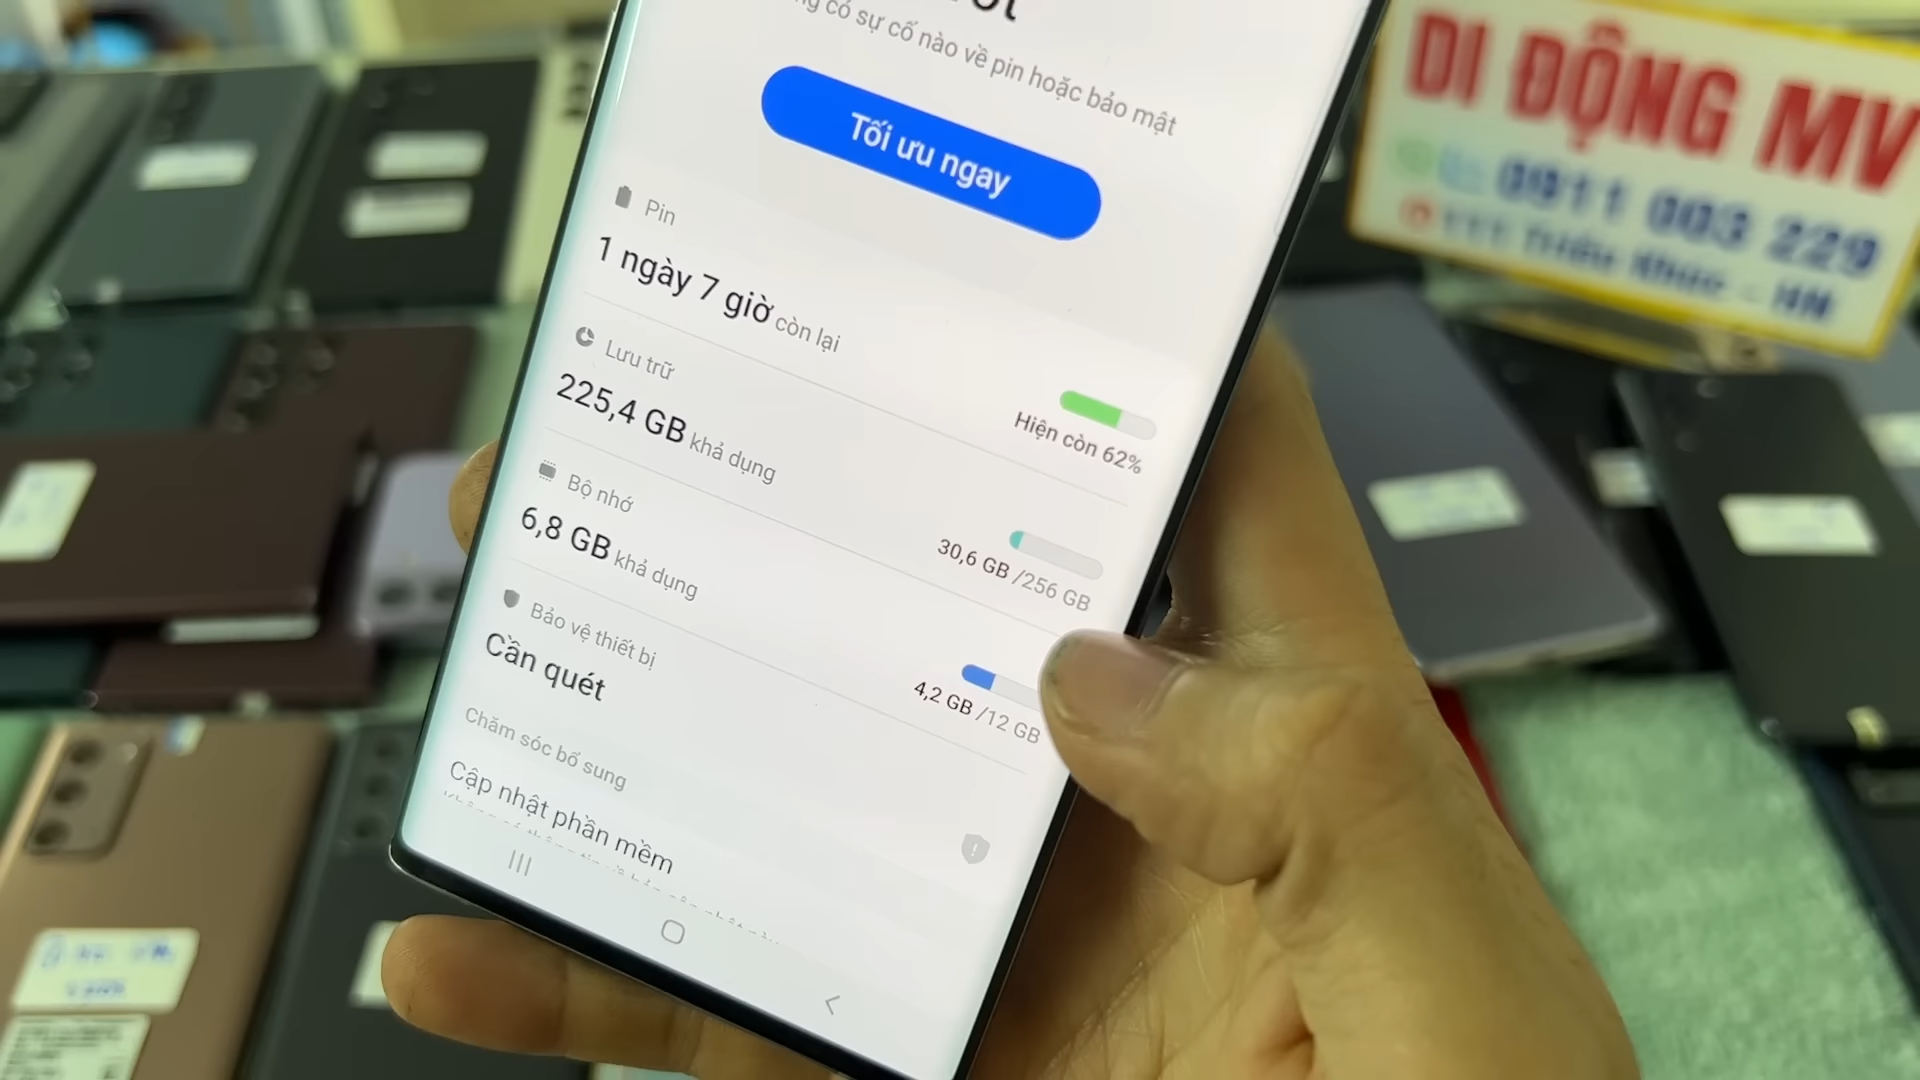 có sự cố nào về pin hoặc bảo mật
Tối ưu ngay
Pin
1 ngày 7 giờ còn lại
Hiện còn 62%
Lưu trữ
225,4 GB khả dụng
30,6 GB /256 GB
Bộ nhớ
6,8 GB khả dụng
4,2 GB /12 GB
Bảo vệ thiết bị
Cần quét
Chăm sóc bổ sung
Cập nhật phần mềm
DI ĐỘNG MV
0911 003 229
Khúc - HN